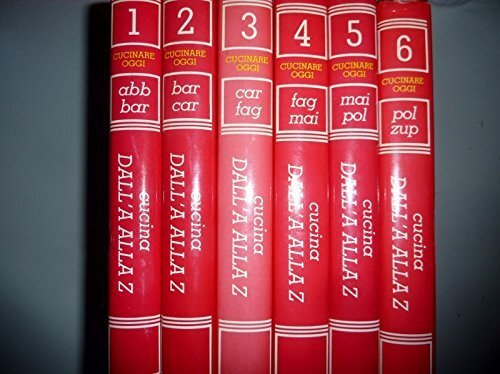 1
CUCINARE
OGGI
abb
bar
cucina
DALL'A ALLA Z
2
CUCINARE
OGGI
bar
car
cucina
DALL'A ALLA Z
3
CUCINARE
OGGI
car
fag
cucina
DALL'A ALLA Z
4
CUCINARE
OGGI
fag
mai
cucina
DALL'A ALLA Z
5
CUCINARE
OGGI
mai
pol
cucina
DALL'A ALLA Z
6
CUCINARE
OGGI
pol
zup
cucina
DALL'A ALLA Z